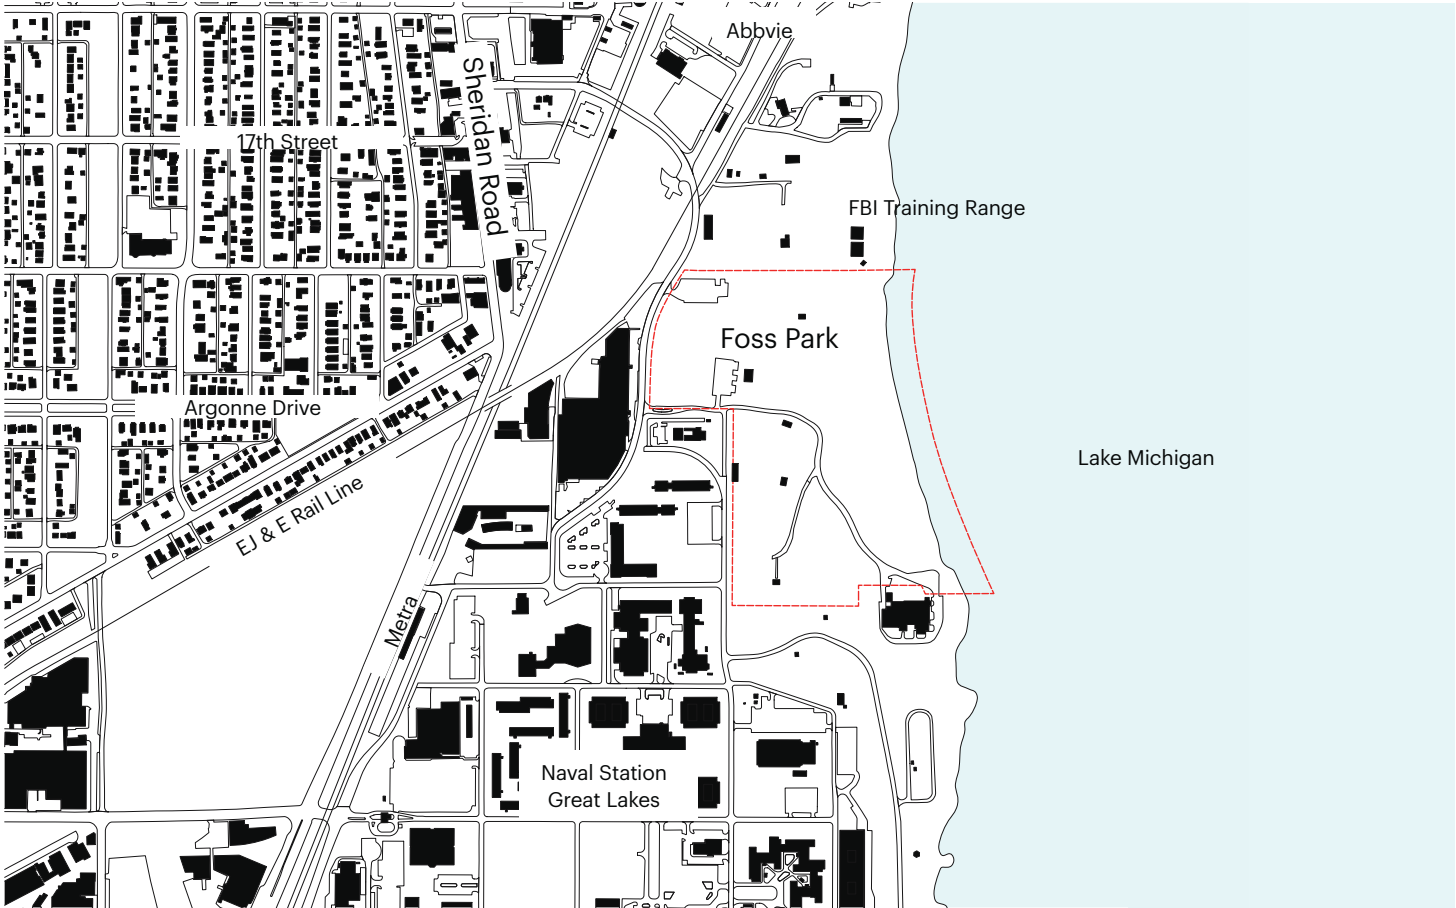 Abbvie
Sheridan Road
17th Street
FBI Training Range
Foss Park
Argonne Drive
Lake Michigan
EJ & E Rail Line
Metra
Naval Station
Great Lakes